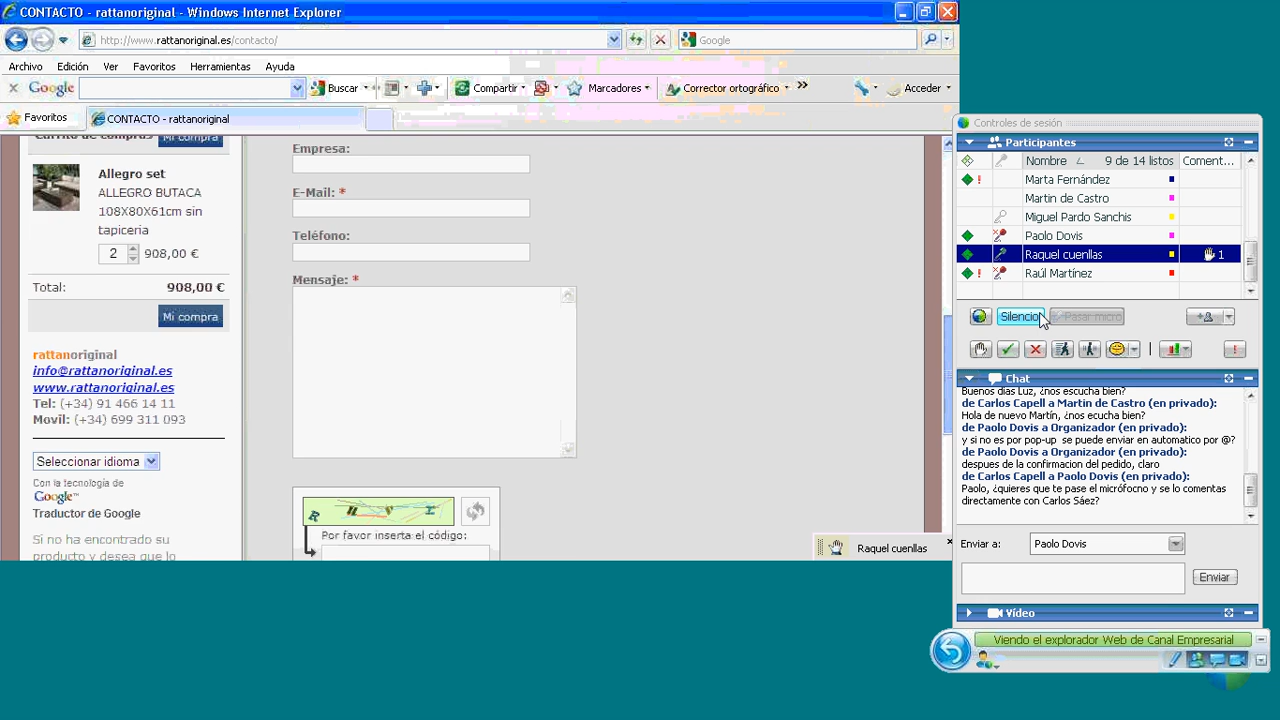 CONTACTO - rattanoriginal - Windows Internet Explorer
http://www.rattanoriginal.es/contacto/
Google
Archivo Edición Ver Favoritos Herramientas Ayuda
Google Buscar Compartir Marcadores Corrector ortográfico Acceder
Favoritos CONTACTO - rattanoriginal
Carrito de compras Mi compra
Allegro set
ALLEGRO BUTACA
108X80X61cm sin
tapiceria
2 908,00 €
Total: 908,00 €
Mi compra
rattanoriginal
info@rattanoriginal.es
www.rattanoriginal.es
Tel: (+34) 91 466 14 11
Movil: (+34) 699 311 093
Seleccionar idioma
Con la tecnología de
Google™
Traductor de Google
Si no ha encontrado su
producto y desea que lo
Empresa:
E-Mail: *
Teléfono:
Mensaje: *
R u v I
Por favor inserta el código:
Raquel cuenllas
Controles de sesión
Participantes
Nombre 9 de 14 listos Coment...
Marta Fernández
Martin de Castro
Miguel Pardo Sanchis
Paolo Dovis
Raquel cuenllas 1
Raúl Martínez
Silencio Pasar micro
Chat
Buenos días Luz, ¿nos escucha bien?
de Carlos Capell a Martin de Castro (en privado):
Hola de nuevo Martín, ¿nos ecucha bien?
de Paolo Dovis a Organizador (en privado):
y si no es por pop-up se puede enviar en automatico por @?
de Paolo Dovis a Organizador (en privado):
despues de la confirmacion del pedido, claro
de Carlos Capell a Paolo Dovis (en privado):
Paolo, ¿quieres que te pase el micrófocno y se lo comentas
directamente con Carlos Sáez?
Enviar a: Paolo Dovis
Enviar
Vídeo
Viendo el explorador Web de Canal Empresarial